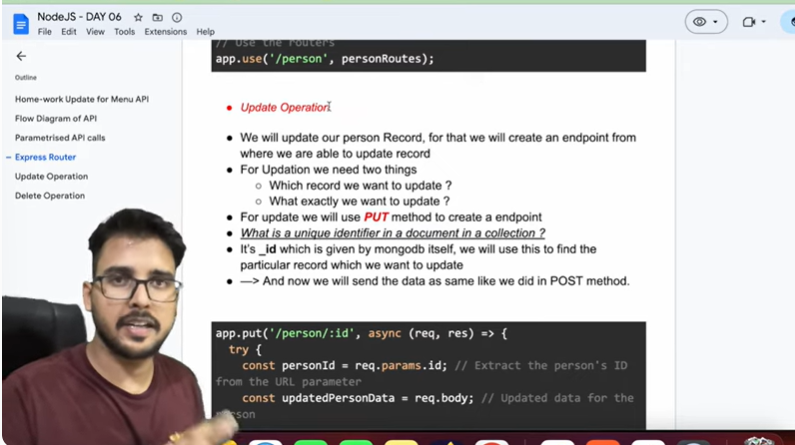 NodeJS - DAY 06
File Edit View Tools Extensions Help
Outline
Home-work Update for Menu API
Flow Diagram of API
Parametrised API calls
Express Router
Update Operation
Delete Operation
// Use the routers
app.use('/person', personRoutes);
Update Operation
We will update our person Record, for that we will create an endpoint from
where we are able to update record
For Updation we need two things
Which record we want to update ?
What exactly we want to update ?
For update we will use PUT method to create a endpoint
What is a unique identifier in a document in a collection ?
It's _id which is given by mongodb itself, we will use this to find the
particular record which we want to update
—> And now we will send the data as same like we did in POST method.
app.put('/person/:id', async (req, res) => {
try {
const personId = req.params.id; // Extract the person's ID
from the URL parameter
const updatedPersonData = req.body; // Updated data for the
person